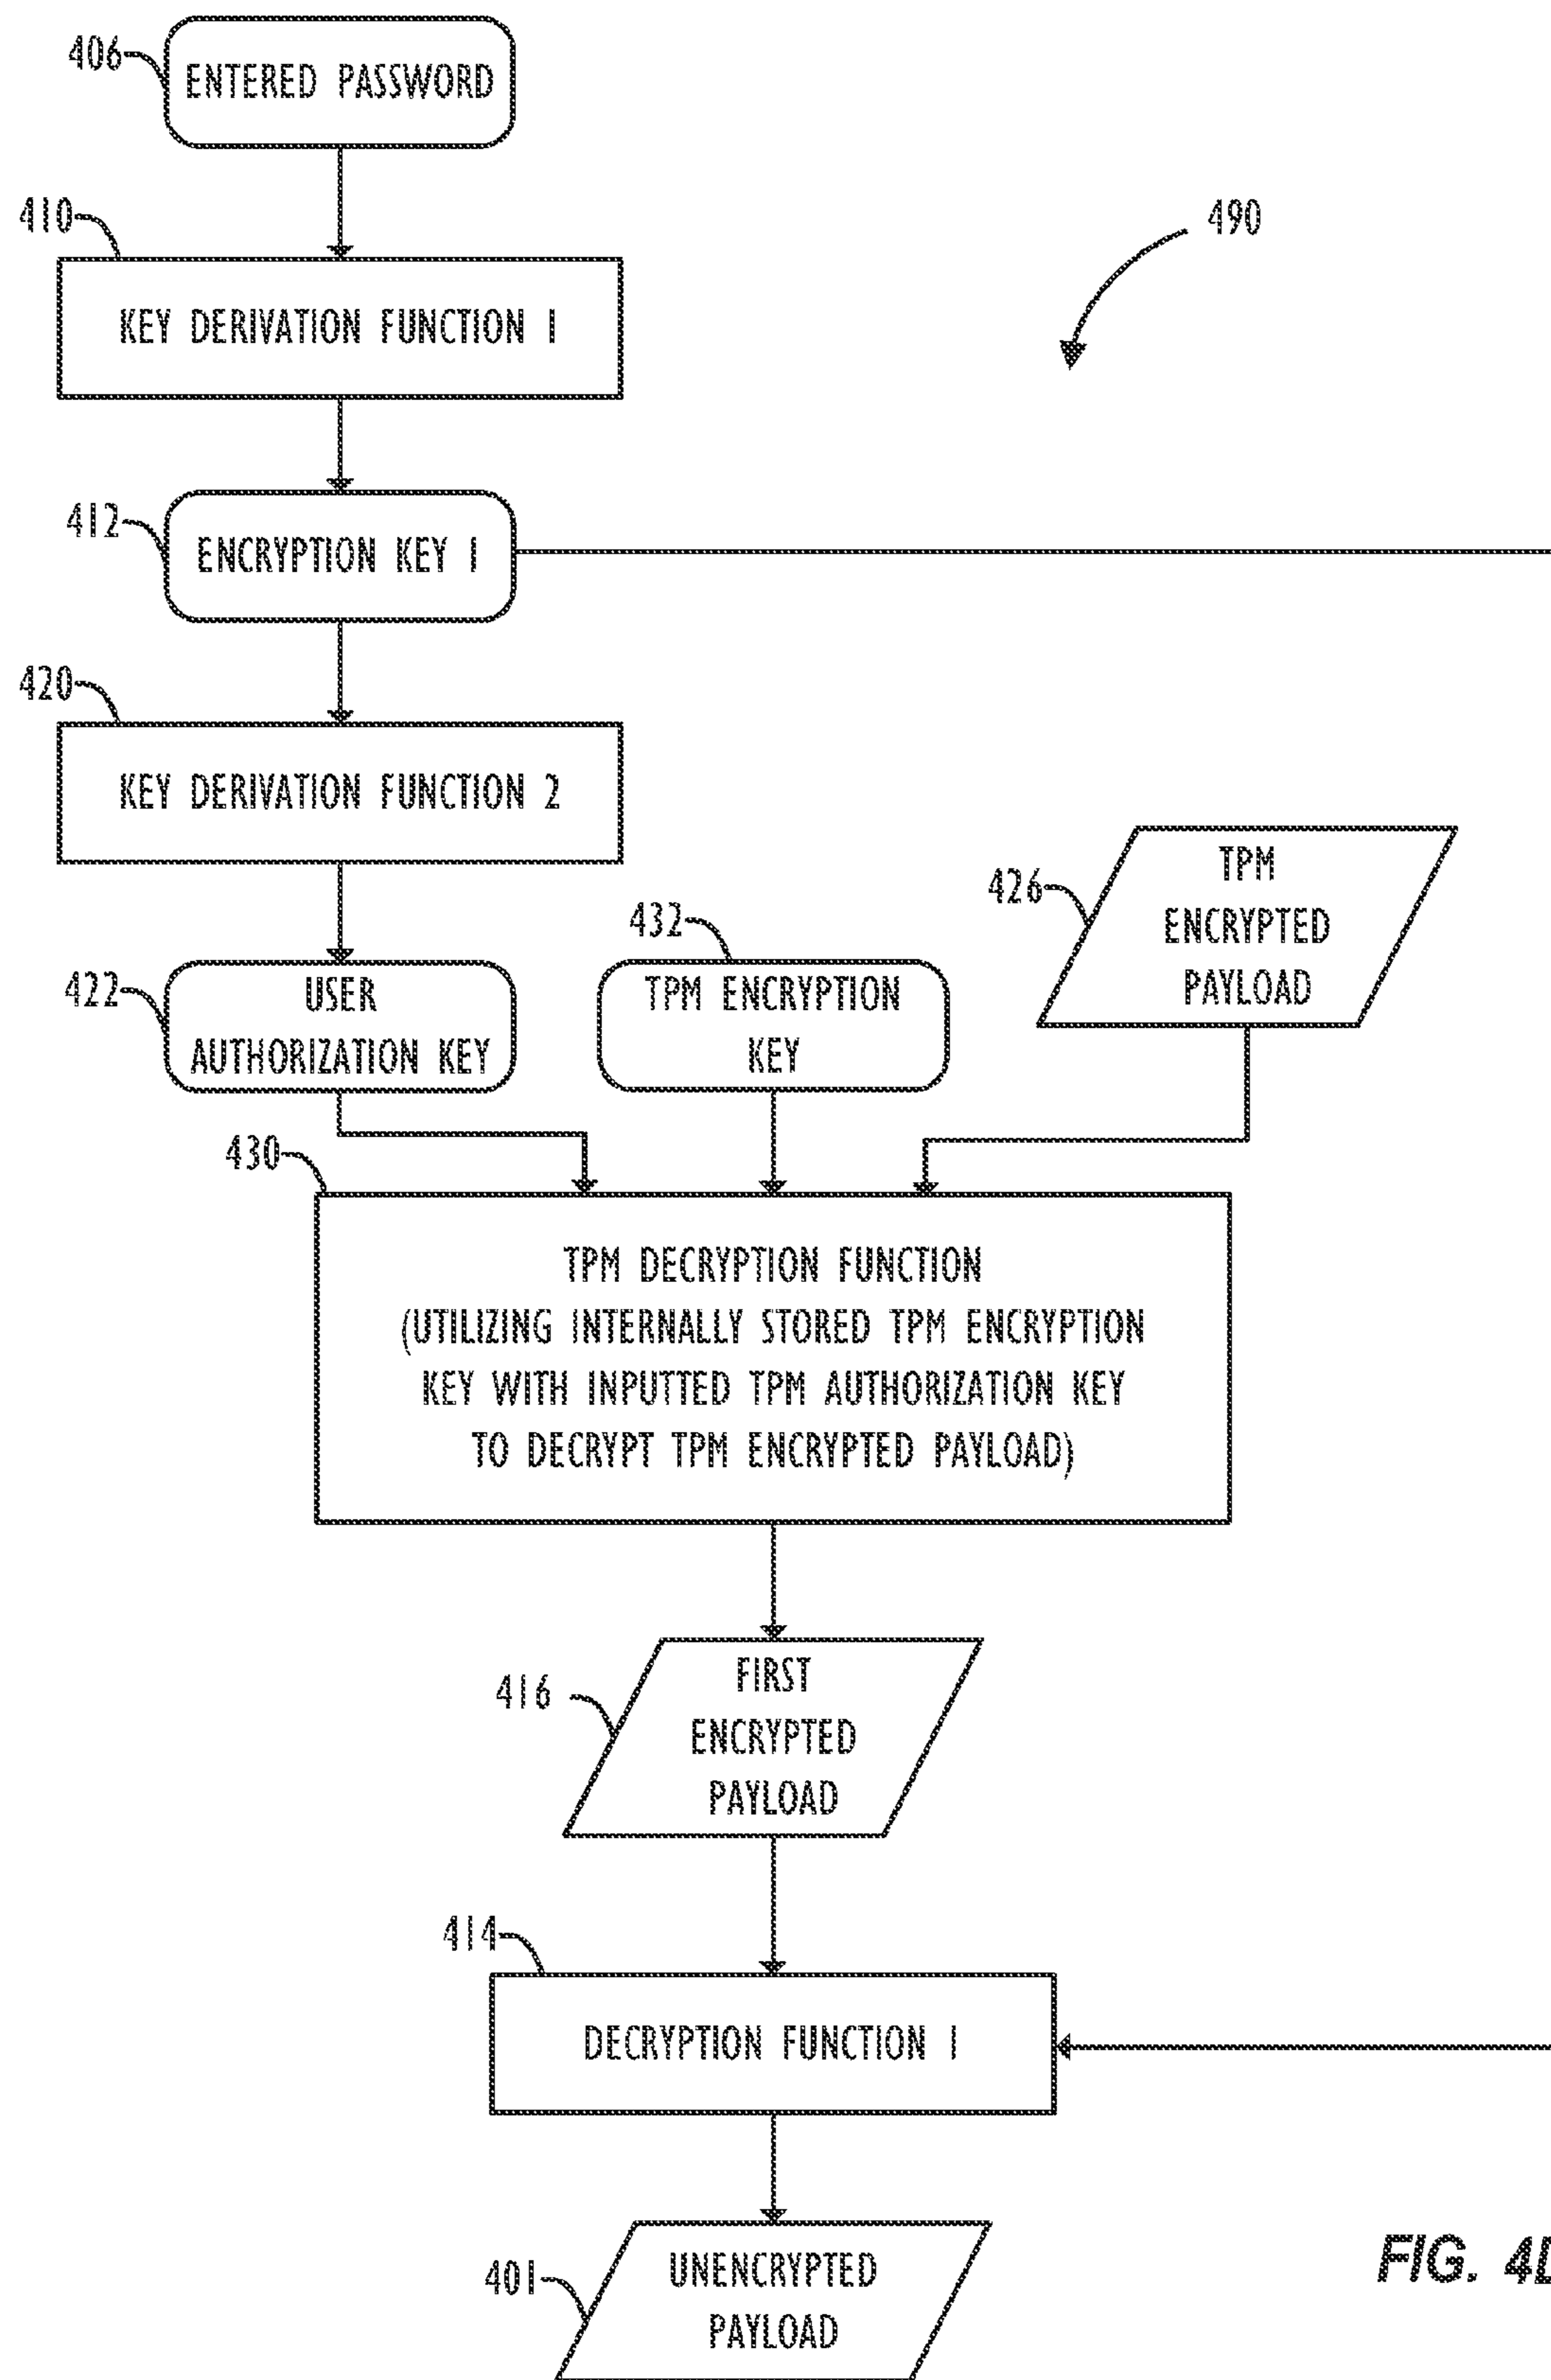 406
ENTERED PASSWORD
410
490
KEY DERIVATION FUNCTION 1
412
ENCRYPTION KEY 1
420
KEY DERIVATION FUNCTION 2
426
TPM
ENCRYPTED
PAYLOAD
432
422
USER
AUTHORIZATION KEY
TPM ENCRYPTION
KEY
430
TPM DECRYPTION FUNCTION
(UTILIZING INTERNALLY STORED TPM ENCRYPTION
KEY WITH INPUTTED TPM AUTHORIZATION KEY
TO DECRYPT TPM ENCRYPTED PAYLOAD)
416
FIRST
ENCRYPTED
PAYLOAD
414
DECRYPTION FUNCTION 1
401
UNENCRYPTED
PAYLOAD
FIG. 4D